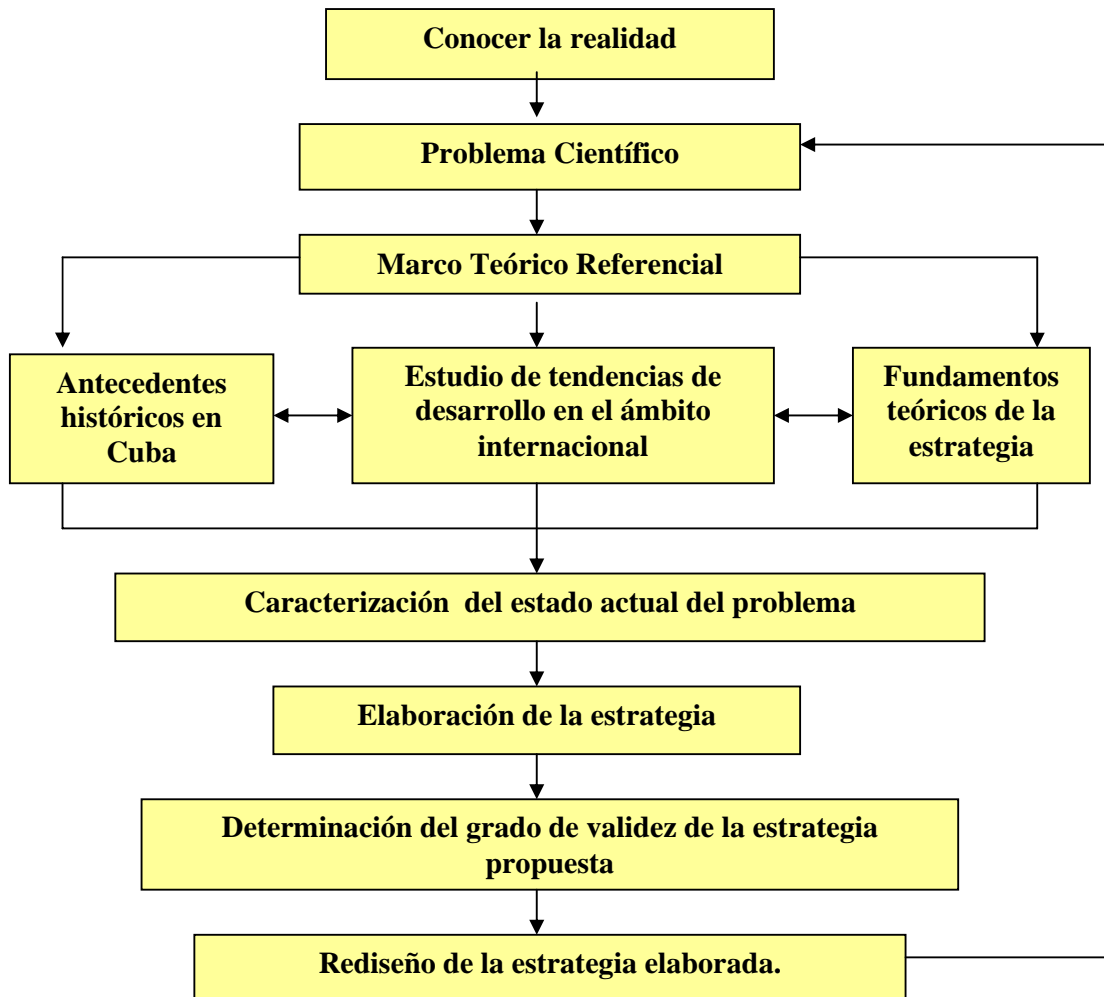 Conocer la realidad
Problema Científico
Marco Teórico Referencial
Antecedentes
históricos en
Cuba
Estudio de tendencias de
desarrollo en el ámbito
internacional
Fundamentos
teóricos de la
estrategia
Caracterización  del estado actual del problema
Elaboración de la estrategia
Determinación del grado de validez de la estrategia
propuesta
Rediseño de la estrategia elaborada.